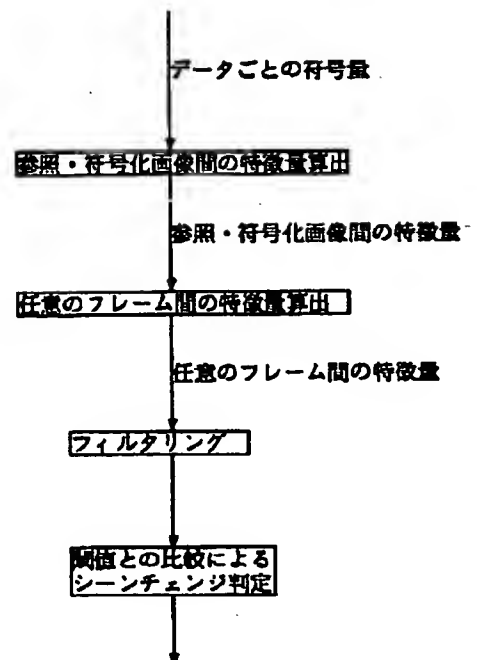 データごとの符号量
参照・符号化画像間の特徴量算出
参照・符号化画像間の特徴量
任意のフレーム間の特徴量算出
任意のフレーム間の特徴量
フィルタリング
閾値との比較による
シーンチェンジ判定